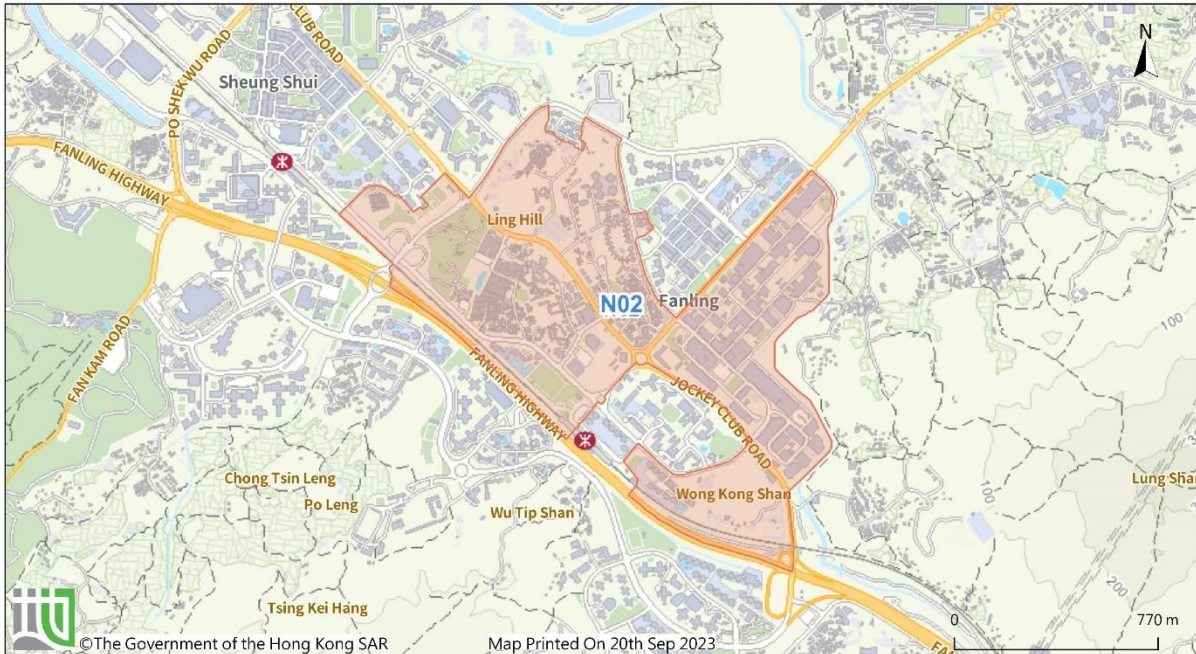 CLUB ROAD
N
PO SHEK WU ROAD
Sheung Shui
FANLING HIGHWAY
Ling Hill
N02
Fanling
FAN KAM ROAD
FANLING HIGHWAY
JOCKEY CLUB ROAD
100
Chong Tsin Leng
Po Leng
Wu Tip Shan
Wong Kong Shan
Lung Shan
100
200
Tsing Kei Hang
0
770 m
©The Government of the Hong Kong SAR
Map Printed On 20th Sep 2023